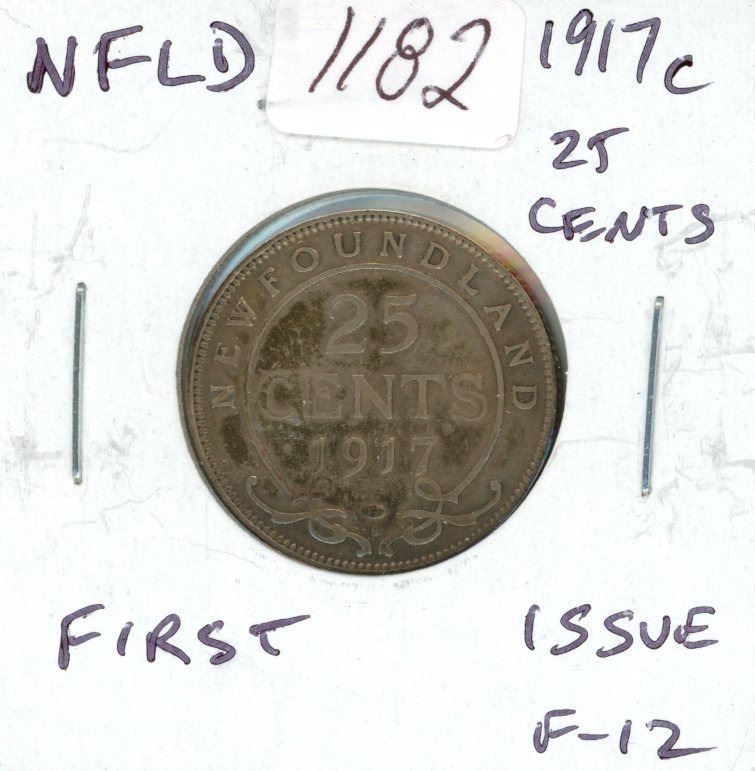 NFLD 1182 1917c
25
CENTS
NEWFOUNDLAND
25
CENTS
1917
FIRST ISSUE
F-12